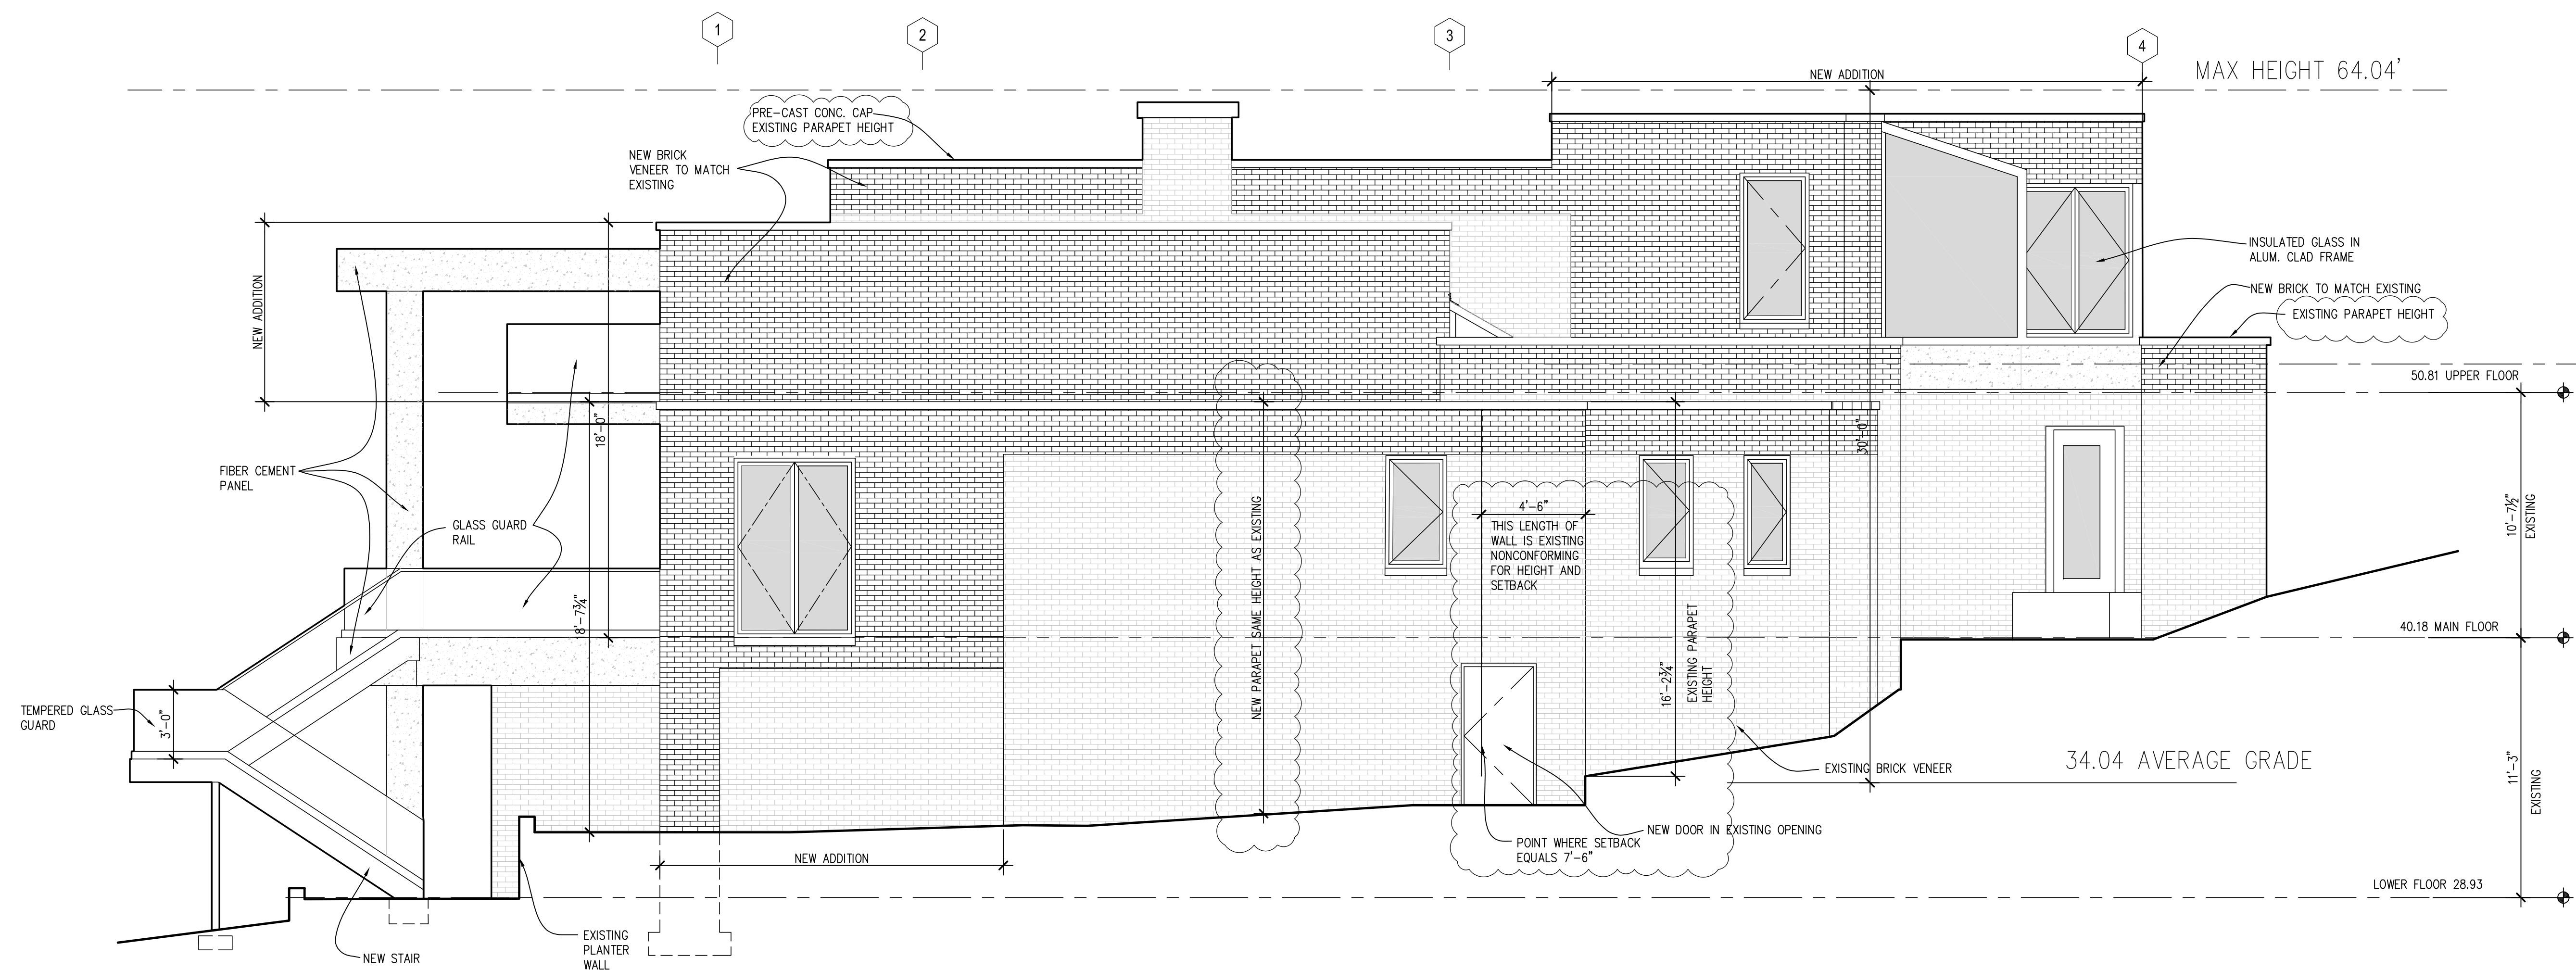 1
2
3
4
MAX HEIGHT 64.04'
NEW ADDITION
PRE-CAST CONC. CAP
EXISTING PARAPET HEIGHT
NEW BRICK
VENEER TO MATCH
EXISTING
NEW ADDITION
INSULATED GLASS IN
ALUM. CLAD FRAME
NEW BRICK TO MATCH EXISTING
EXISTING PARAPET HEIGHT
50.81 UPPER FLOOR
18'-0"
30'-0"
FIBER CEMENT
PANEL
GLASS GUARD
RAIL
NEW PARAPET SAME HEIGHT AS EXISTING
4'-6"
THIS LENGTH OF
WALL IS EXISTING
NONCONFORMING
FOR HEIGHT AND
SETBACK
10'-7½"
EXISTING
18'-7¾"
16'-2¾"
EXISTING PARAPET
HEIGHT
40.18 MAIN FLOOR
TEMPERED GLASS
GUARD
3'-0"
EXISTING BRICK VENEER
34.04 AVERAGE GRADE
11'-3"
EXISTING
NEW DOOR IN EXISTING OPENING
POINT WHERE SETBACK
EQUALS 7'-6"
NEW ADDITION
LOWER FLOOR 28.93
EXISTING
PLANTER
WALL
NEW STAIR